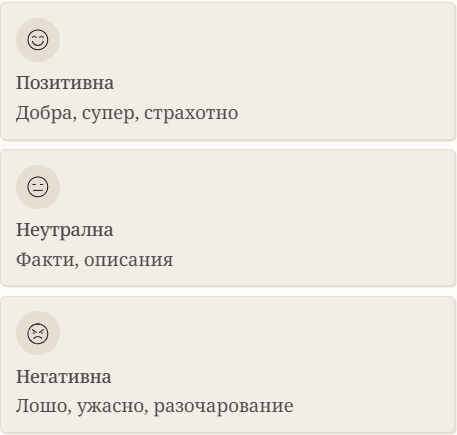 Позитивна
Добра, супер, страхотно
Неутрална
Факти, описания
Негативна
Лошо, ужасно, разочарование